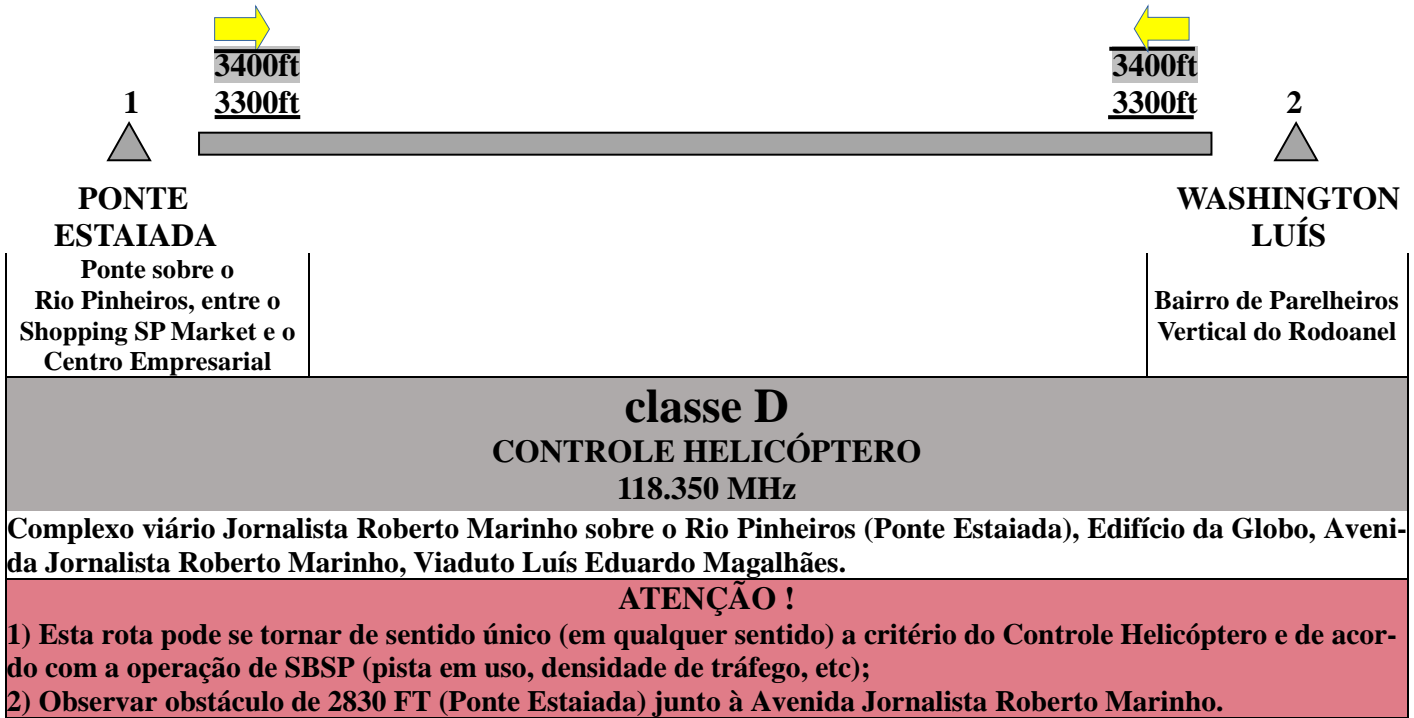 3400ft
3400ft
1
3300ft
3300ft
2
PONTE
ESTAIADA
WASHINGTON
LUÍS
Ponte sobre o
Rio Pinheiros, entre o
Shopping SP Market e o
Centro Empresarial
Bairro de Parelheiros
Vertical do Rodoanel
classe D
CONTROLE HELICÓPTERO
118.350 MHz
Complexo viário Jornalista Roberto Marinho sobre o Rio Pinheiros (Ponte Estaiada), Edifício da Globo, Aveni-
da Jornalista Roberto Marinho, Viaduto Luís Eduardo Magalhães.
ATENÇÃO !
1) Esta rota pode se tornar de sentido único (em qualquer sentido) a critério do Controle Helicóptero e de acor-
do com a operação de SBSP (pista em uso, densidade de tráfego, etc);
2) Observar obstáculo de 2830 FT (Ponte Estaiada) junto à Avenida Jornalista Roberto Marinho.